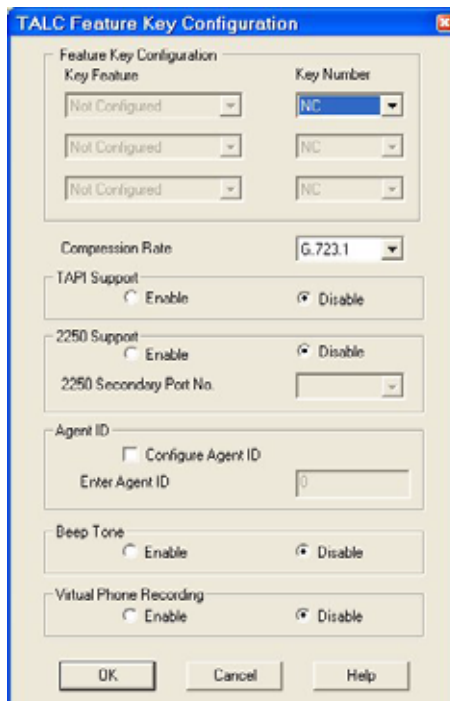 TALC Feature Key Configuration
Feature Key Configuration
Key Feature Key Number
Not Configured NC
Not Configured NC
Not Configured NC
Compression Rate G.723.1
TAPI Support
Enable Disable
2250 Support
Enable Disable
2250 Secondary Port No.
Agent ID
Configure Agent ID
Enter Agent ID 0
Beep Tone
Enable Disable
Virtual Phone Recording
Enable Disable
OK Cancel Help